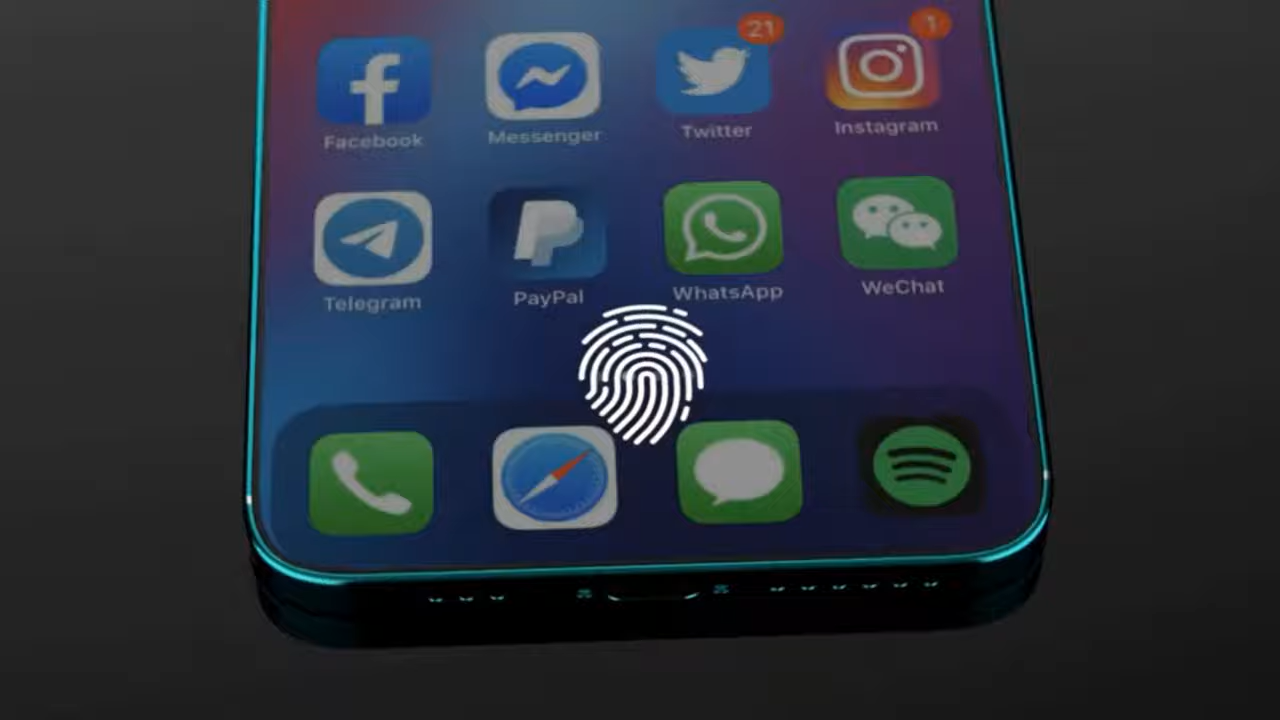 21
1
Facebook
Messenger
Twitter
Instagram
Telegram
PayPal
WhatsApp
WeChat